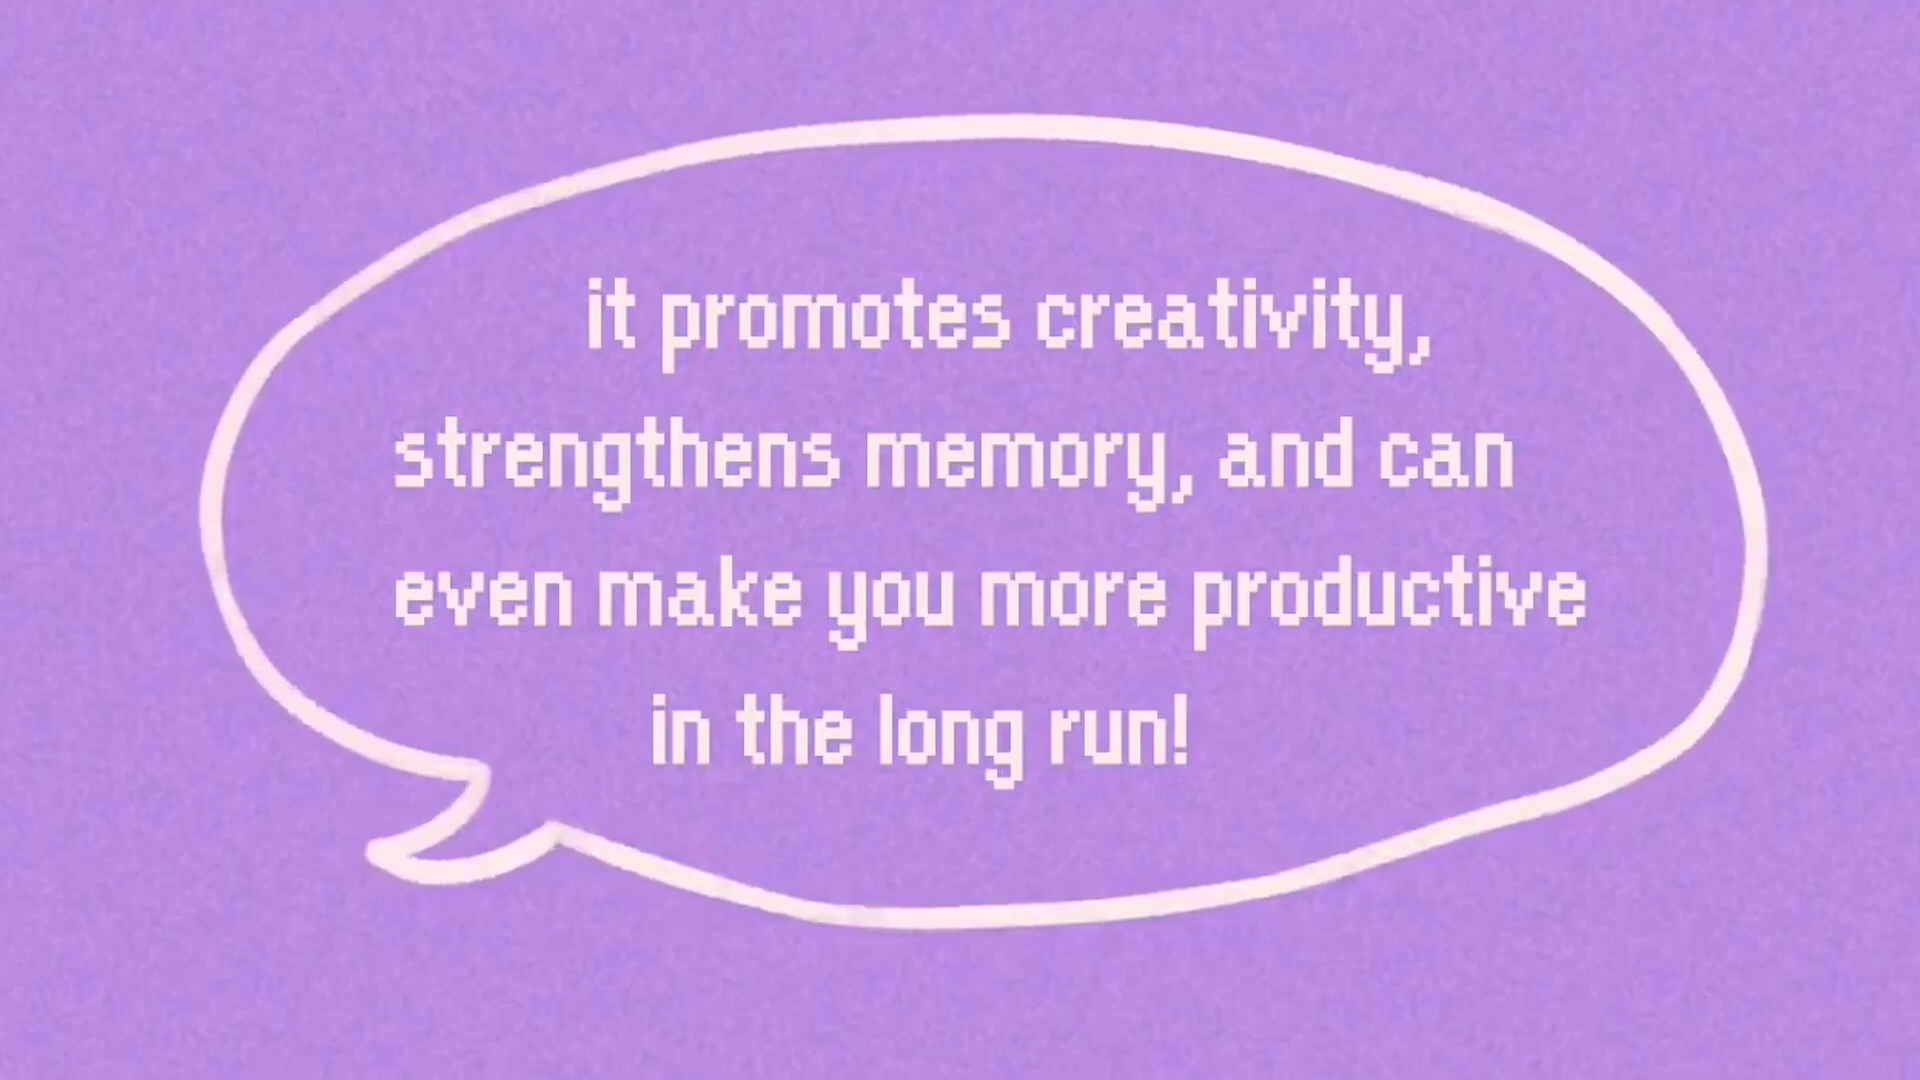 it promotes creativity,
strengthens memory, and can
even make you more productive
in the long run!